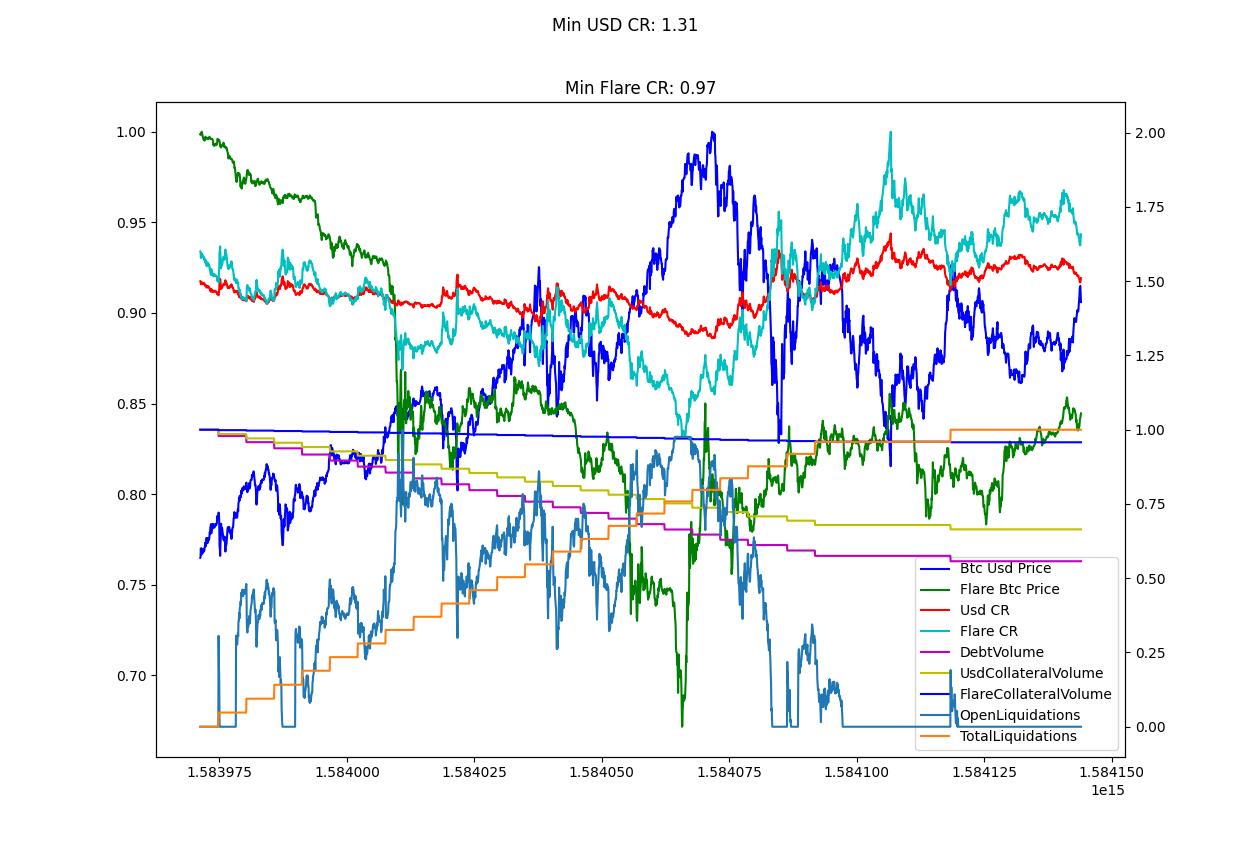 Min USD CR: 1.31
Min Flare CR: 0.97
1.00
0.95
0.90
0.85
0.80
0.75
0.70
2.00
1.75
1.50
1.25
1.00
0.75
0.50
0.25
0.00
Btc Usd Price
Flare Btc Price
Usd CR
Flare CR
DebtVolume
UsdCollateralVolume
FlareCollateralVolume
OpenLiquidations
TotalLiquidations
1.583975 1.584000 1.584025 1.584050 1.584075 1.584100 1.584125 1.584150
1e15